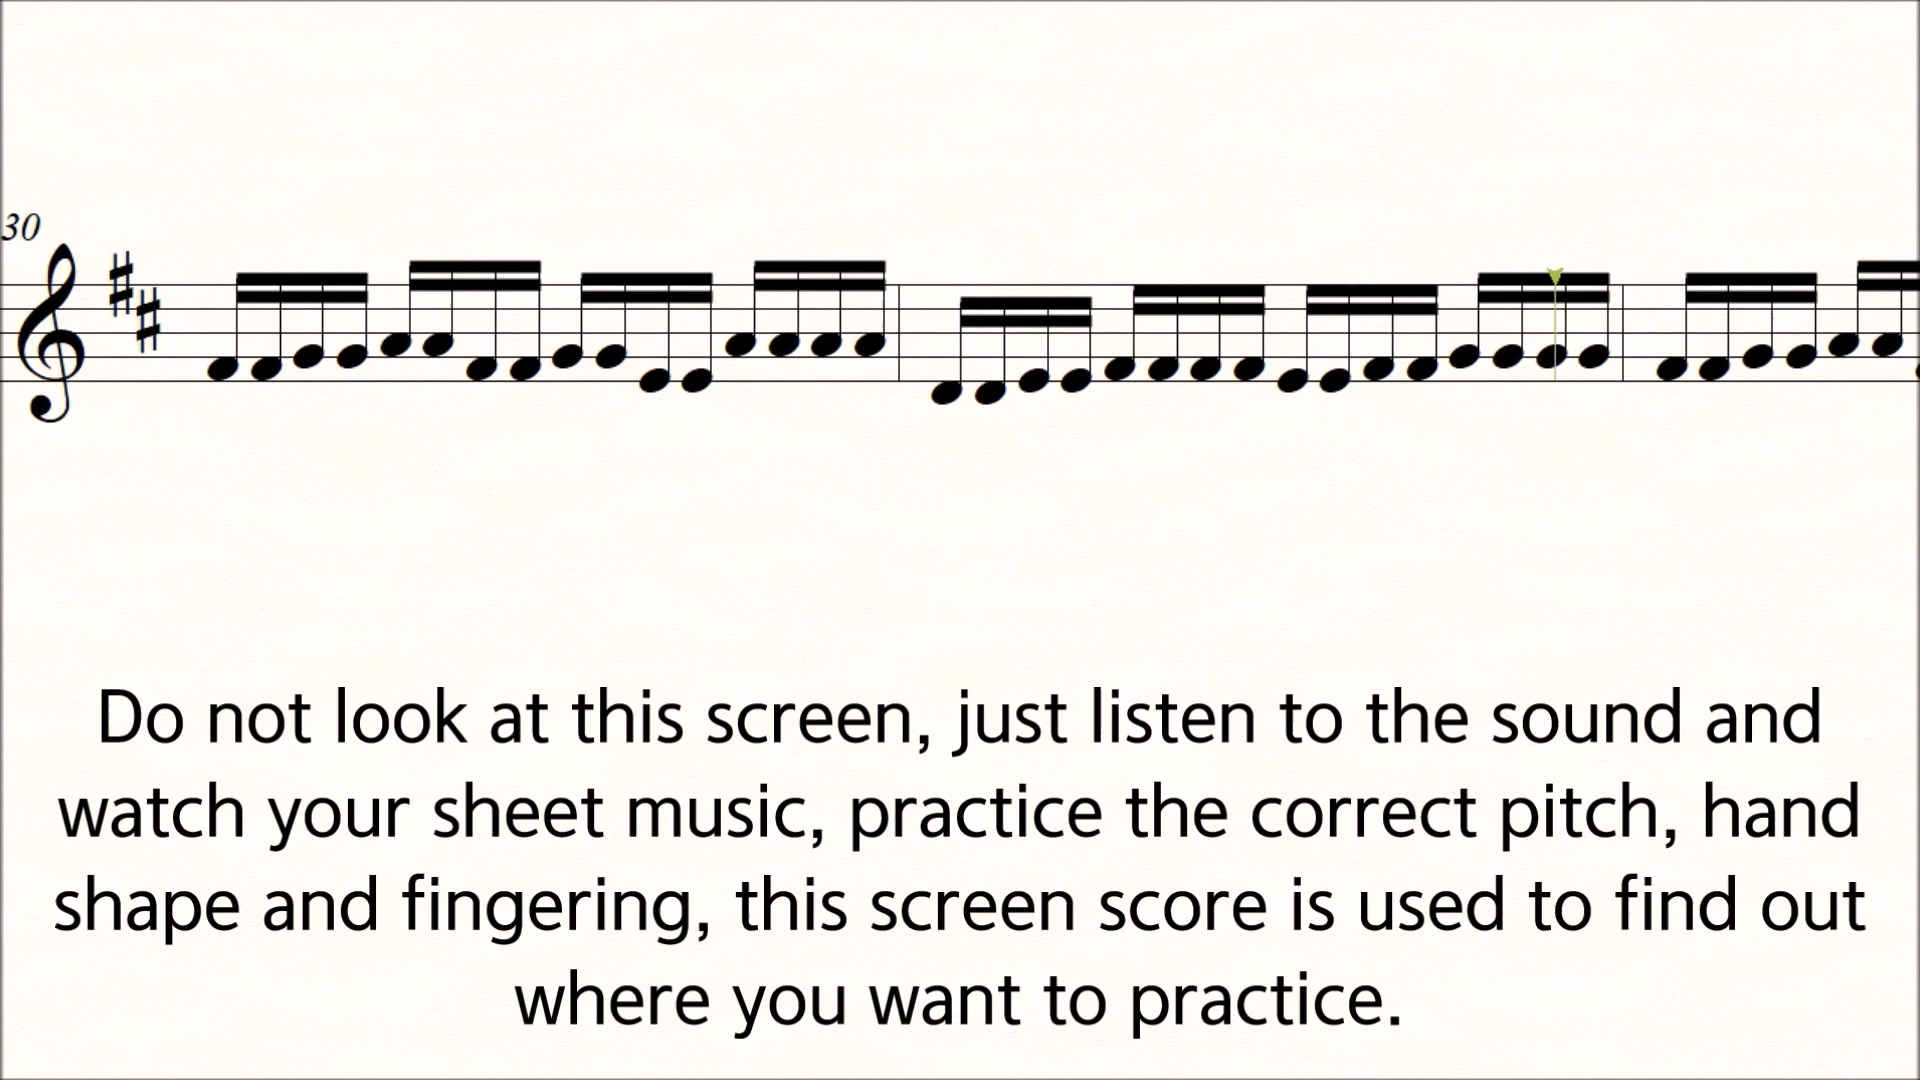 30
Do not look at this screen, just listen to the sound and
watch your sheet music, practice the correct pitch, hand
shape and fingering, this screen score is used to find out
where you want to practice.